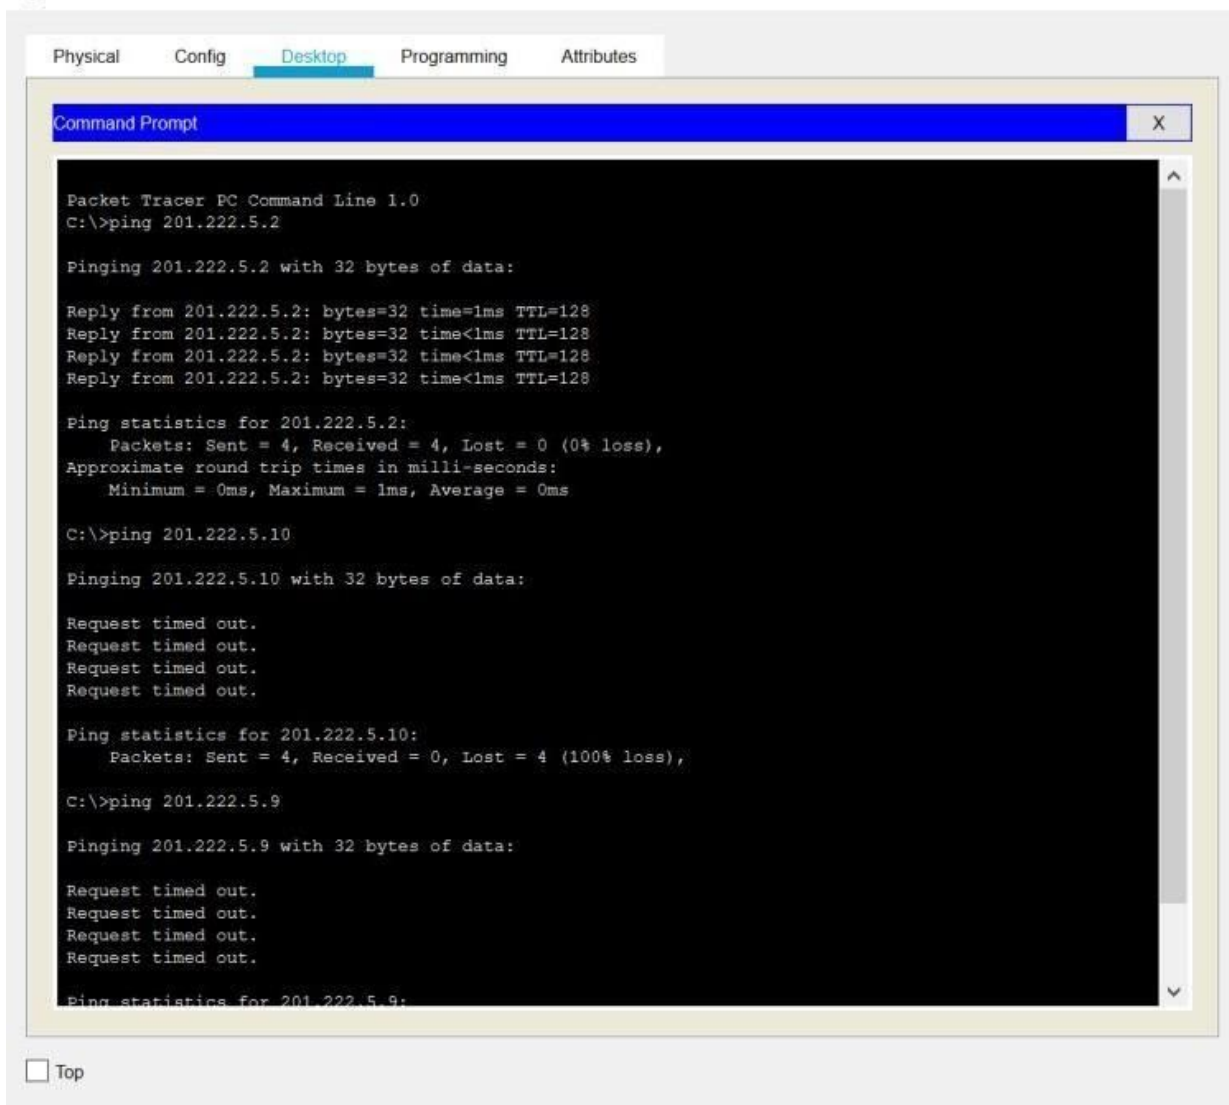 Physical Config Desktop Programming Attributes
Command Prompt X
Packet Tracer PC Command Line 1.0
C:\>ping 201.222.5.2
Pinging 201.222.5.2 with 32 bytes of data:
Reply from 201.222.5.2: bytes=32 time=1ms TTL=128
Reply from 201.222.5.2: bytes=32 time<1ms TTL=128
Reply from 201.222.5.2: bytes=32 time<1ms TTL=128
Reply from 201.222.5.2: bytes=32 time<1ms TTL=128
Ping statistics for 201.222.5.2:
Packets: Sent = 4, Received = 4, Lost = 0 (0% loss),
Approximate round trip times in milli-seconds:
Minimum = 0ms, Maximum = 1ms, Average = 0ms
C:\>ping 201.222.5.10
Pinging 201.222.5.10 with 32 bytes of data:
Request timed out.
Request timed out.
Request timed out.
Request timed out.
Ping statistics for 201.222.5.10:
Packets: Sent = 4, Received = 0, Lost = 4 (100% loss),
C:\>ping 201.222.5.9
Pinging 201.222.5.9 with 32 bytes of data:
Request timed out.
Request timed out.
Request timed out.
Request timed out.
Ping statistics for 201.222.5.9:
Top